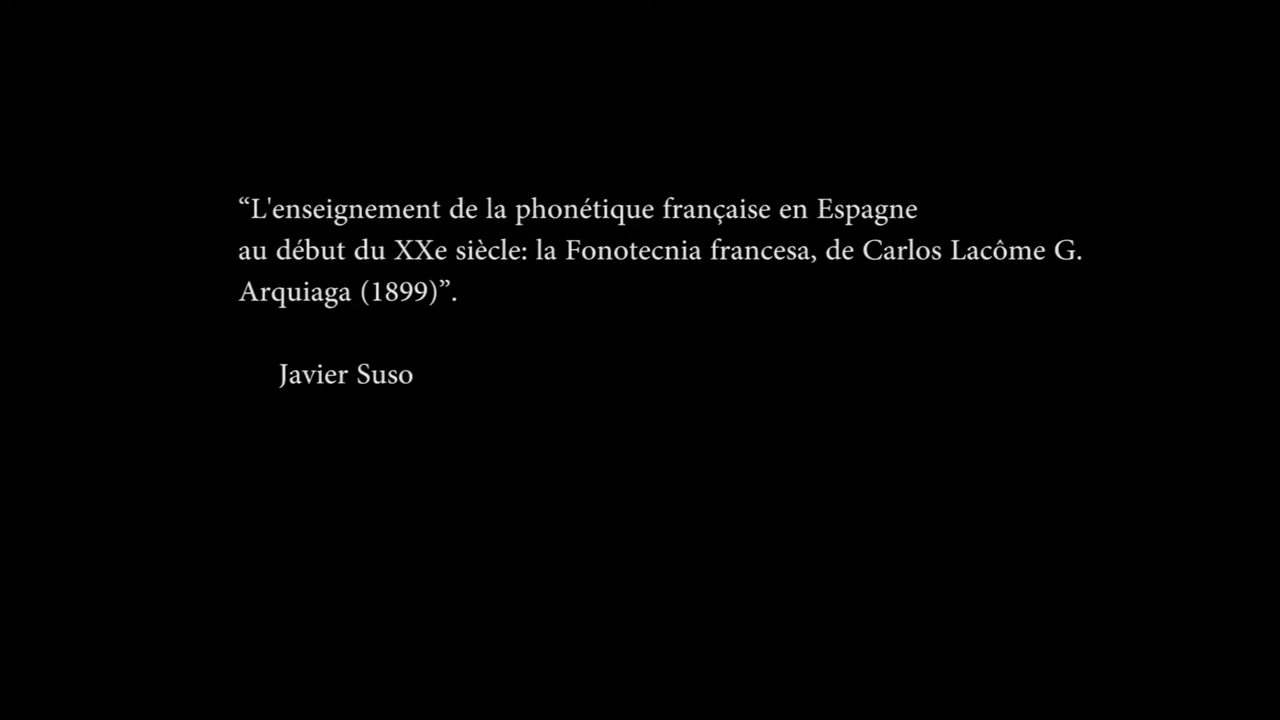 “L'enseignement de la phonétique française en Espagne
au début du XXe siècle: la Fonotecnia francesa, de Carlos Lacôme G.
Arquiaga (1899)”.
Javier Suso